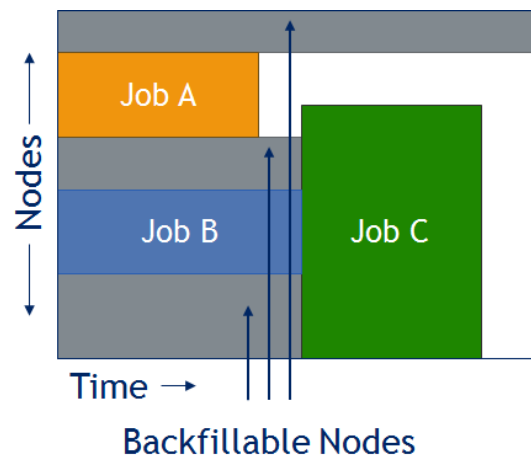 Job A
Nodes
Job B
Job C
Time
Backfillable Nodes